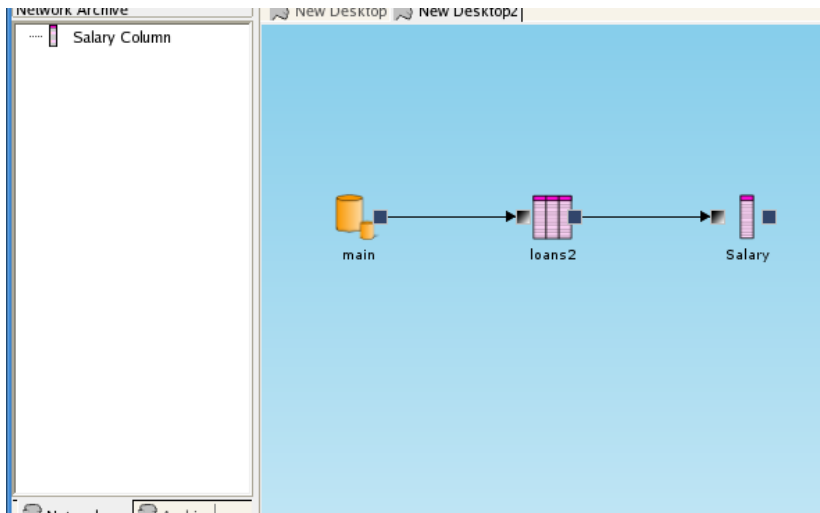 Network Archive
New Desktop New Desktop2
Salary Column
main
loans2
Salary